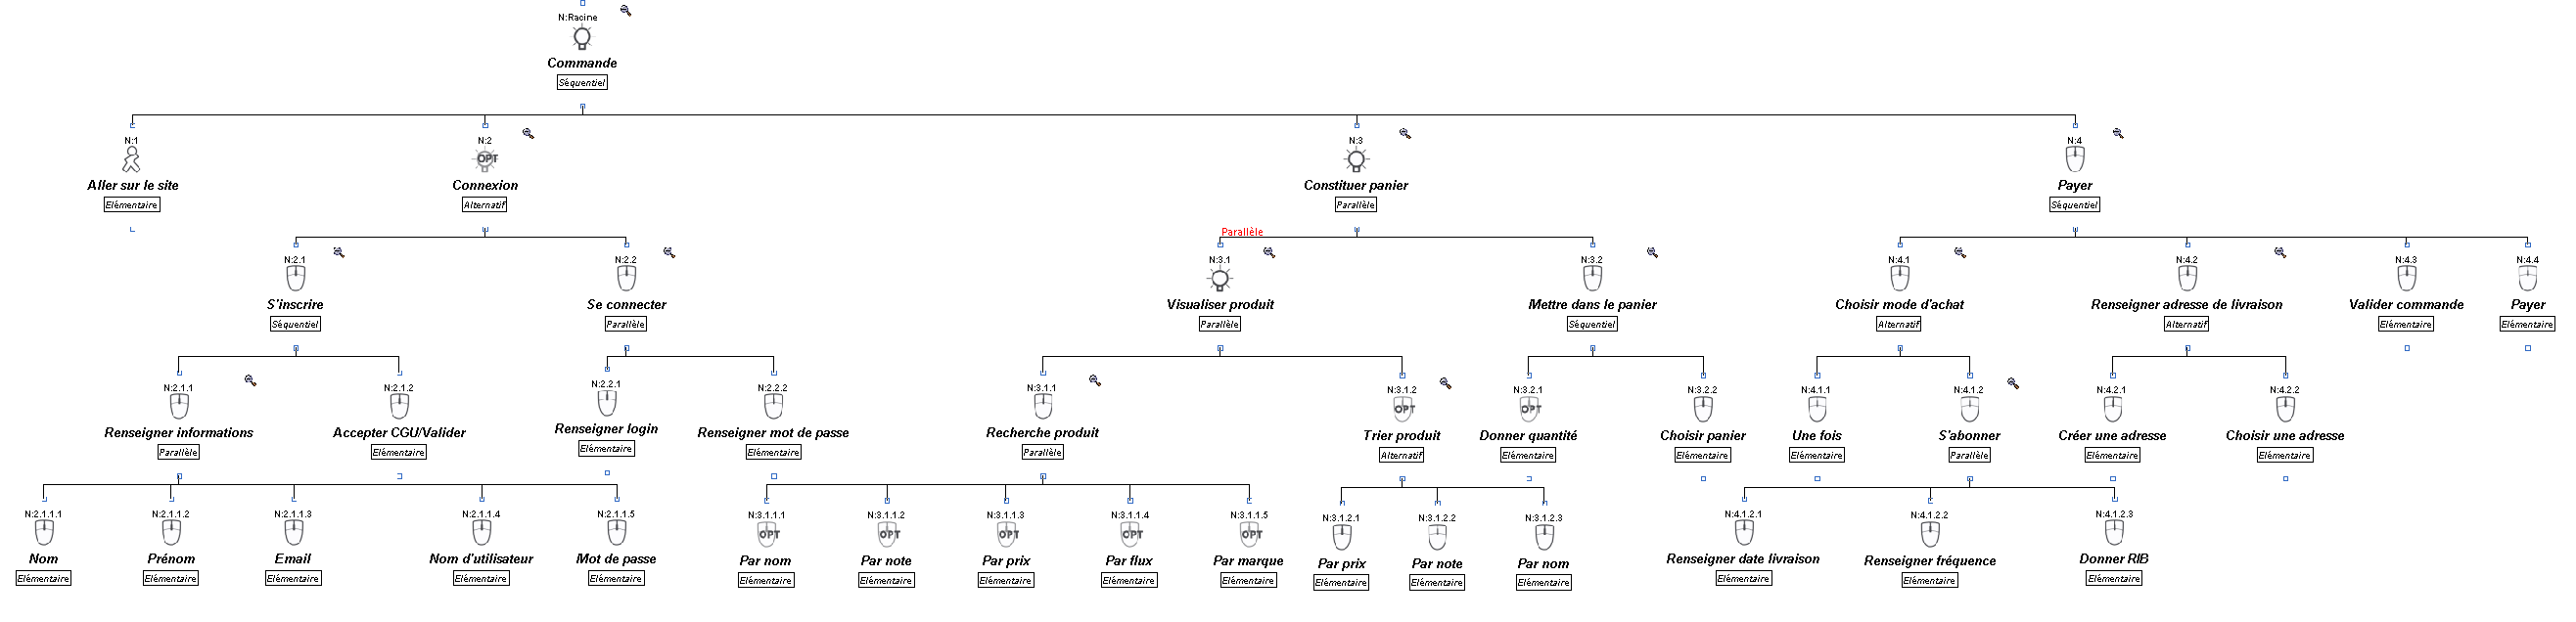 N:Racine
Commande
Séquentiel
N:1
Aller sur le site
Elémentaire
N:2
OPT
Connexion
Alternatif
N:3
Constituer panier
Parallèle
N:4
Payer
Séquentiel
N:2.1
S'inscrire
Séquentiel
N:2.2
Se connecter
Parallèle
Parallèle
N:3.1
Visualiser produit
Parallèle
N:3.2
Mettre dans le panier
Séquentiel
N:4.1
Choisir mode d'achat
Alternatif
N:4.2
Renseigner adresse de livraison
Alternatif
N:4.3
Valider commande
Elémentaire
N:4.4
Payer
Elémentaire
N:2.1.1
Renseigner informations
Parallèle
N:2.1.2
Accepter CGU/Valider
Elémentaire
N:2.2.1
Renseigner login
Elémentaire
N:2.2.2
Renseigner mot de passe
Elémentaire
N:3.1.1
Recherche produit
Parallèle
N:3.1.2
OPT
Trier produit
Alternatif
N:3.2.1
OPT
Donner quantité
Elémentaire
N:3.2.2
Choisir panier
Elémentaire
N:4.1.1
Une fois
Elémentaire
N:4.1.2
S'abonner
Parallèle
N:4.2.1
Créer une adresse
Elémentaire
N:4.2.2
Choisir une adresse
Elémentaire
N:2.1.1.1
Nom
Elémentaire
N:2.1.1.2
Prénom
Elémentaire
N:2.1.1.3
Email
Elémentaire
N:2.1.1.4
Nom d'utilisateur
Elémentaire
N:2.1.1.5
Mot de passe
Elémentaire
N:3.1.1.1
OPT
Par nom
Elémentaire
N:3.1.1.2
OPT
Par note
Elémentaire
N:3.1.1.3
OPT
Par prix
Elémentaire
N:3.1.1.4
OPT
Par flux
Elémentaire
N:3.1.1.5
OPT
Par marque
Elémentaire
N:3.1.2.1
Par prix
Elémentaire
N:3.1.2.2
Par note
Elémentaire
N:3.1.2.3
Par nom
Elémentaire
N:4.1.2.1
Renseigner date livraison
Elémentaire
N:4.1.2.2
Renseigner fréquence
Elémentaire
N:4.1.2.3
Donner RIB
Elémentaire